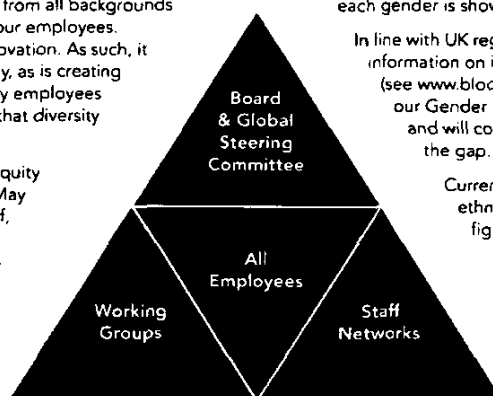 from all backgrounds
our employees.
ovation. As such, it
y, as is creating
y employees
that diversity
quity
May
f,
Board
& Global
Steering
Committee
All
Employees
Working
Groups
Staff
Networks
each gender is show
In line with UK reg
information on i
(see www.bloo
our Gender
and will co
the gap.
Curren
ethn
fig